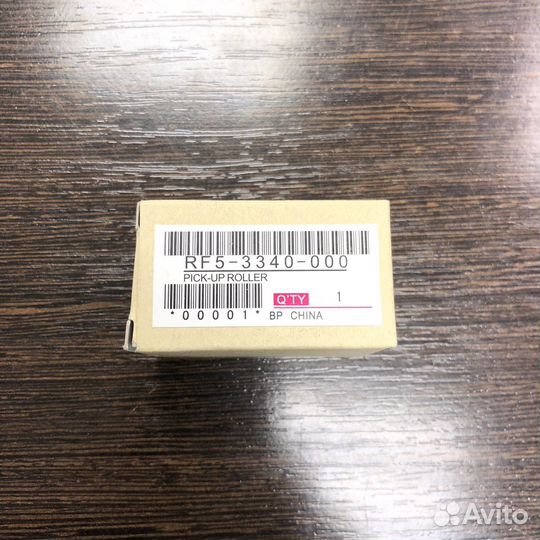 RF5-3340-000
PICK-UP ROLLER
Q'TY 1
*00001* BP CHINA
Avito